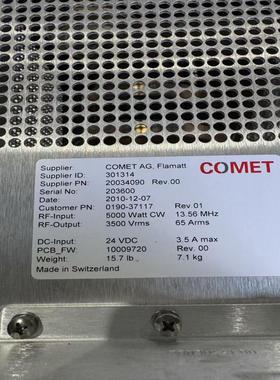 Supplier COMET AG, Flamatt COMET
Supplier ID: 301314
Supplier PN: 20034090 Rev.00
Serial No: 203600
Date: 2010-12-07
Customer PN: 0190-37117 Rev.01
RF-Input: 5000 Watt CW 13.56 MHz
RF-Output: 3500 Vrms 65 Arms
DC-Input: 24 VDC 3.5 A max
PCB_FW: 10009720 Rev. 00
Weight: 15.7 lb 7.1 kg
Made in Switzerland